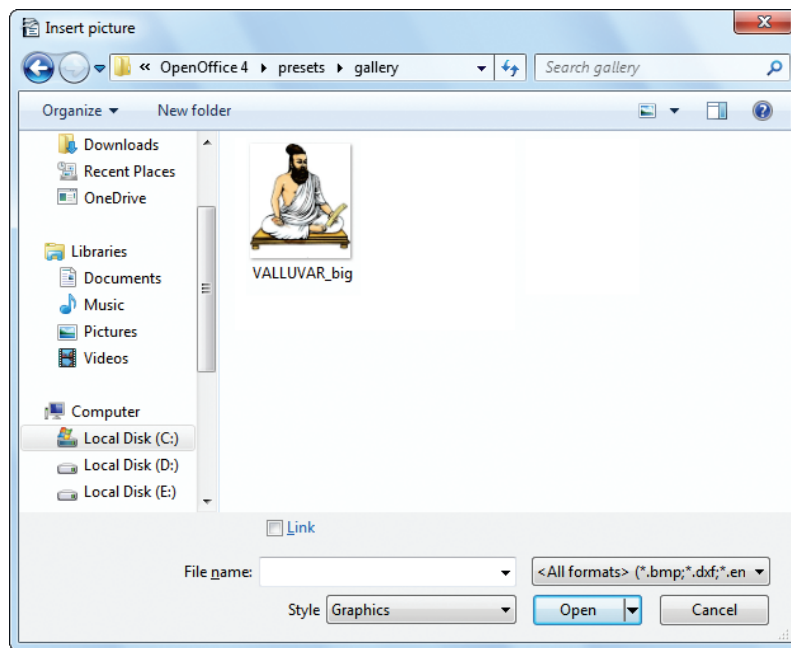 Insert picture
« OpenOffice 4 presets gallery
Search gallery
Organize
New folder
Downloads
Recent Places
OneDrive
Libraries
Documents
Music
Pictures
Videos
Computer
Local Disk (C:)
Local Disk (D:)
Local Disk (E:)
VALLUVAR_big
Link
File name:
<All formats> (*.bmp;*.dxf;*.en
Style Graphics
Open
Cancel